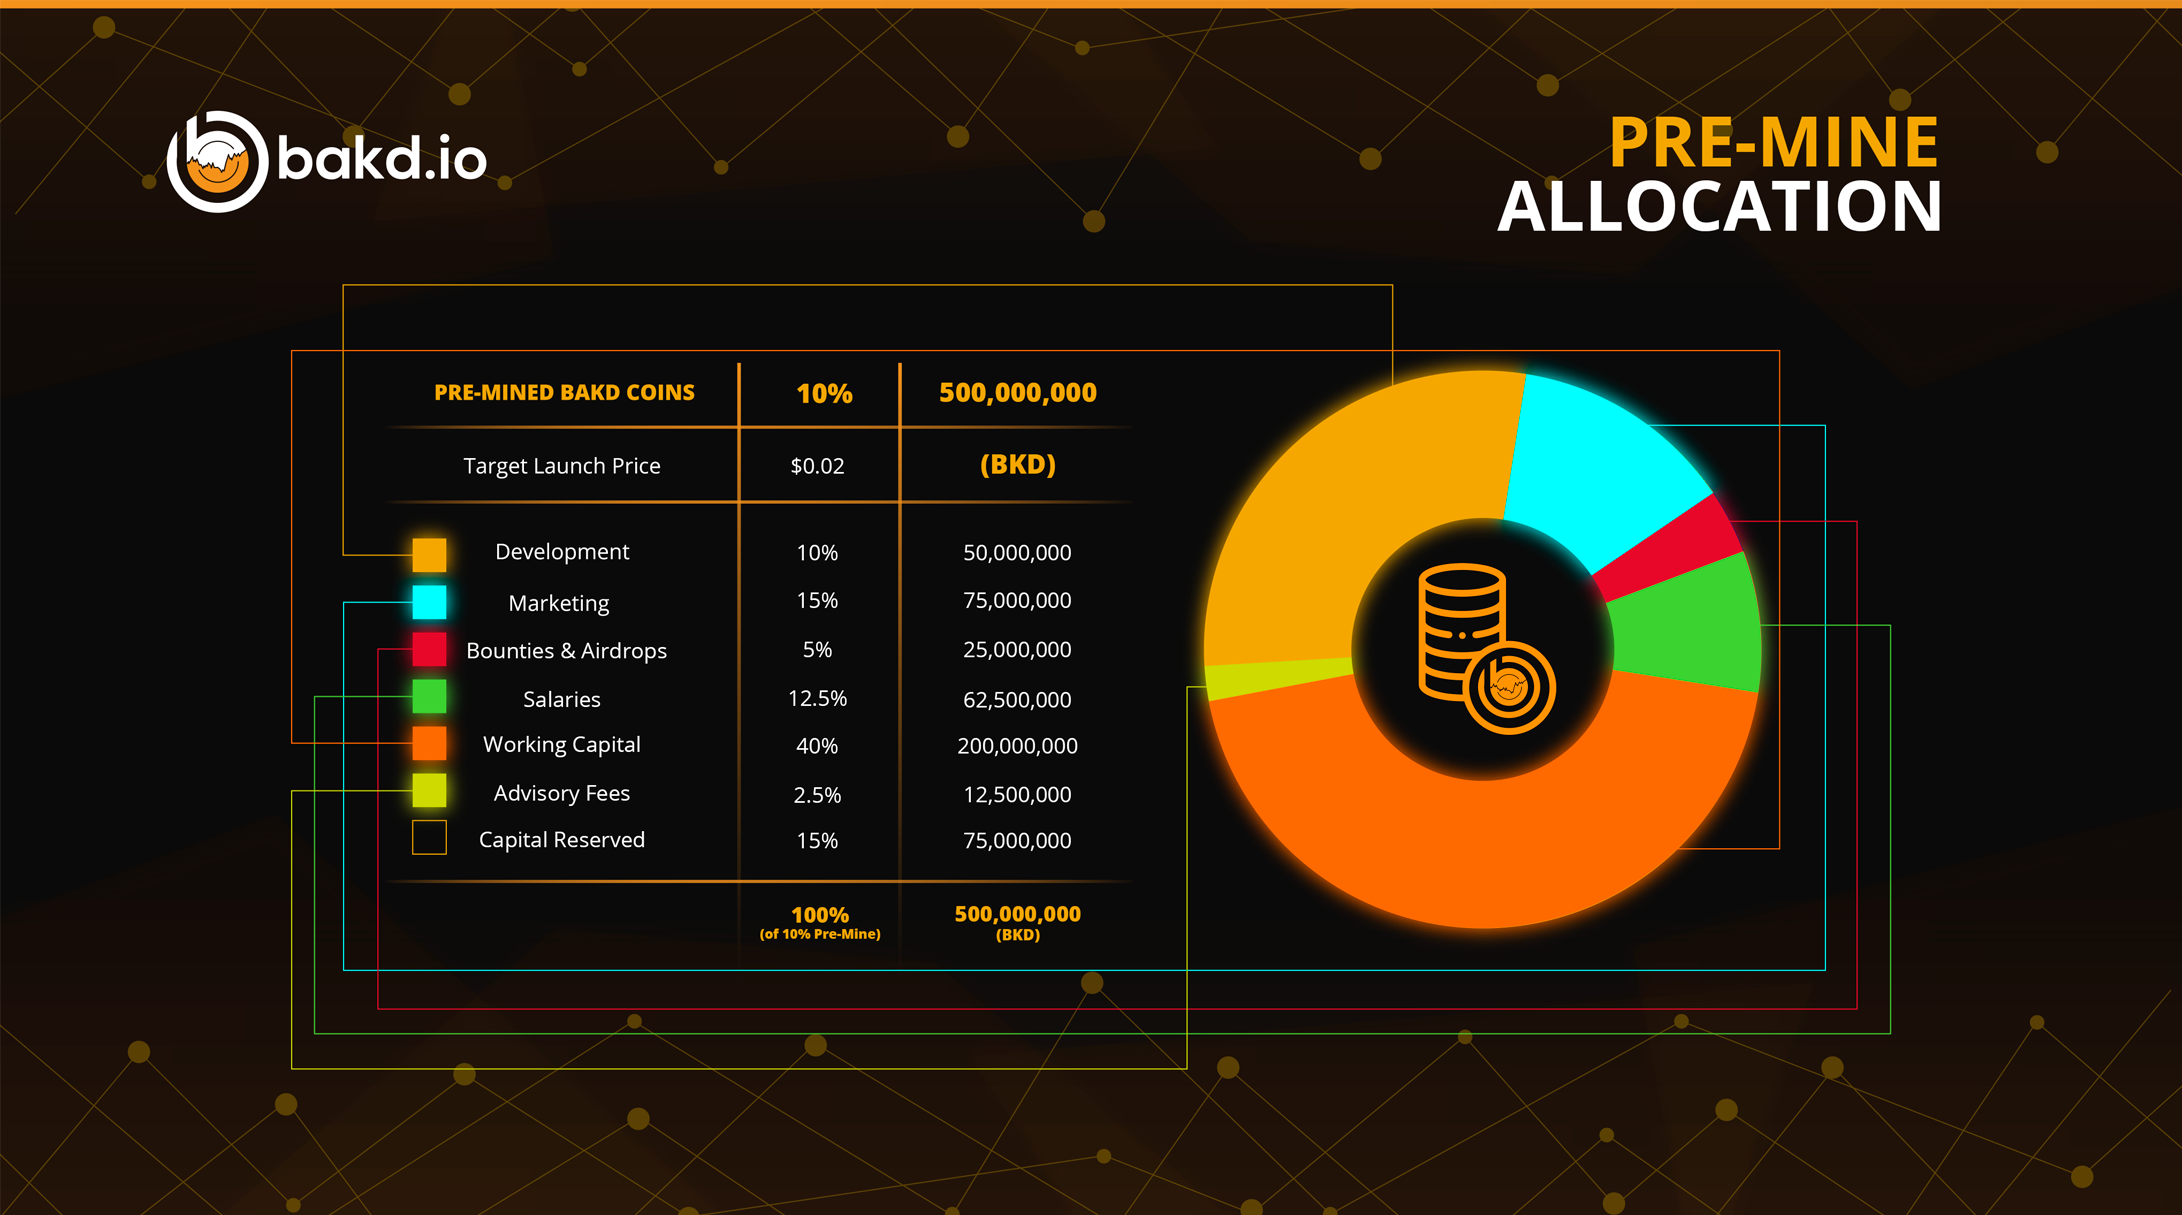 bakd.io
PRE-MINE
ALLOCATION
PRE-MINED BAKD COINS 10% 500,000,000
Target Launch Price $0.02 (BKD)
Development 10% 50,000,000
Marketing 15% 75,000,000
Bounties & Airdrops 5% 25,000,000
Salaries 12.5% 62,500,000
Working Capital 40% 200,000,000
Advisory Fees 2.5% 12,500,000
Capital Reserved 15% 75,000,000
100% 500,000,000
(of 10% Pre-Mine) (BKD)